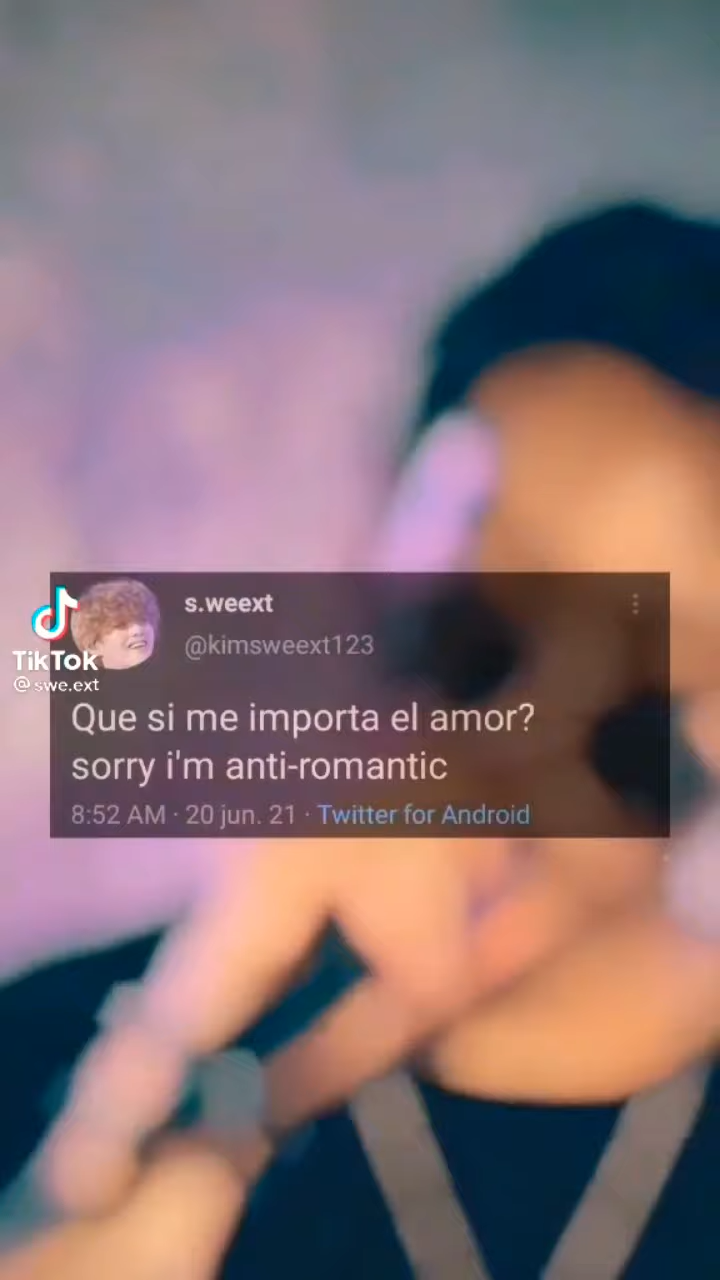 s.weext
@kimsweext123
TikTok
@swe.ext
Que si me importa el amor?
sorry i'm anti-romantic
8:52 AM · 20 jun. 21 · Twitter for Android